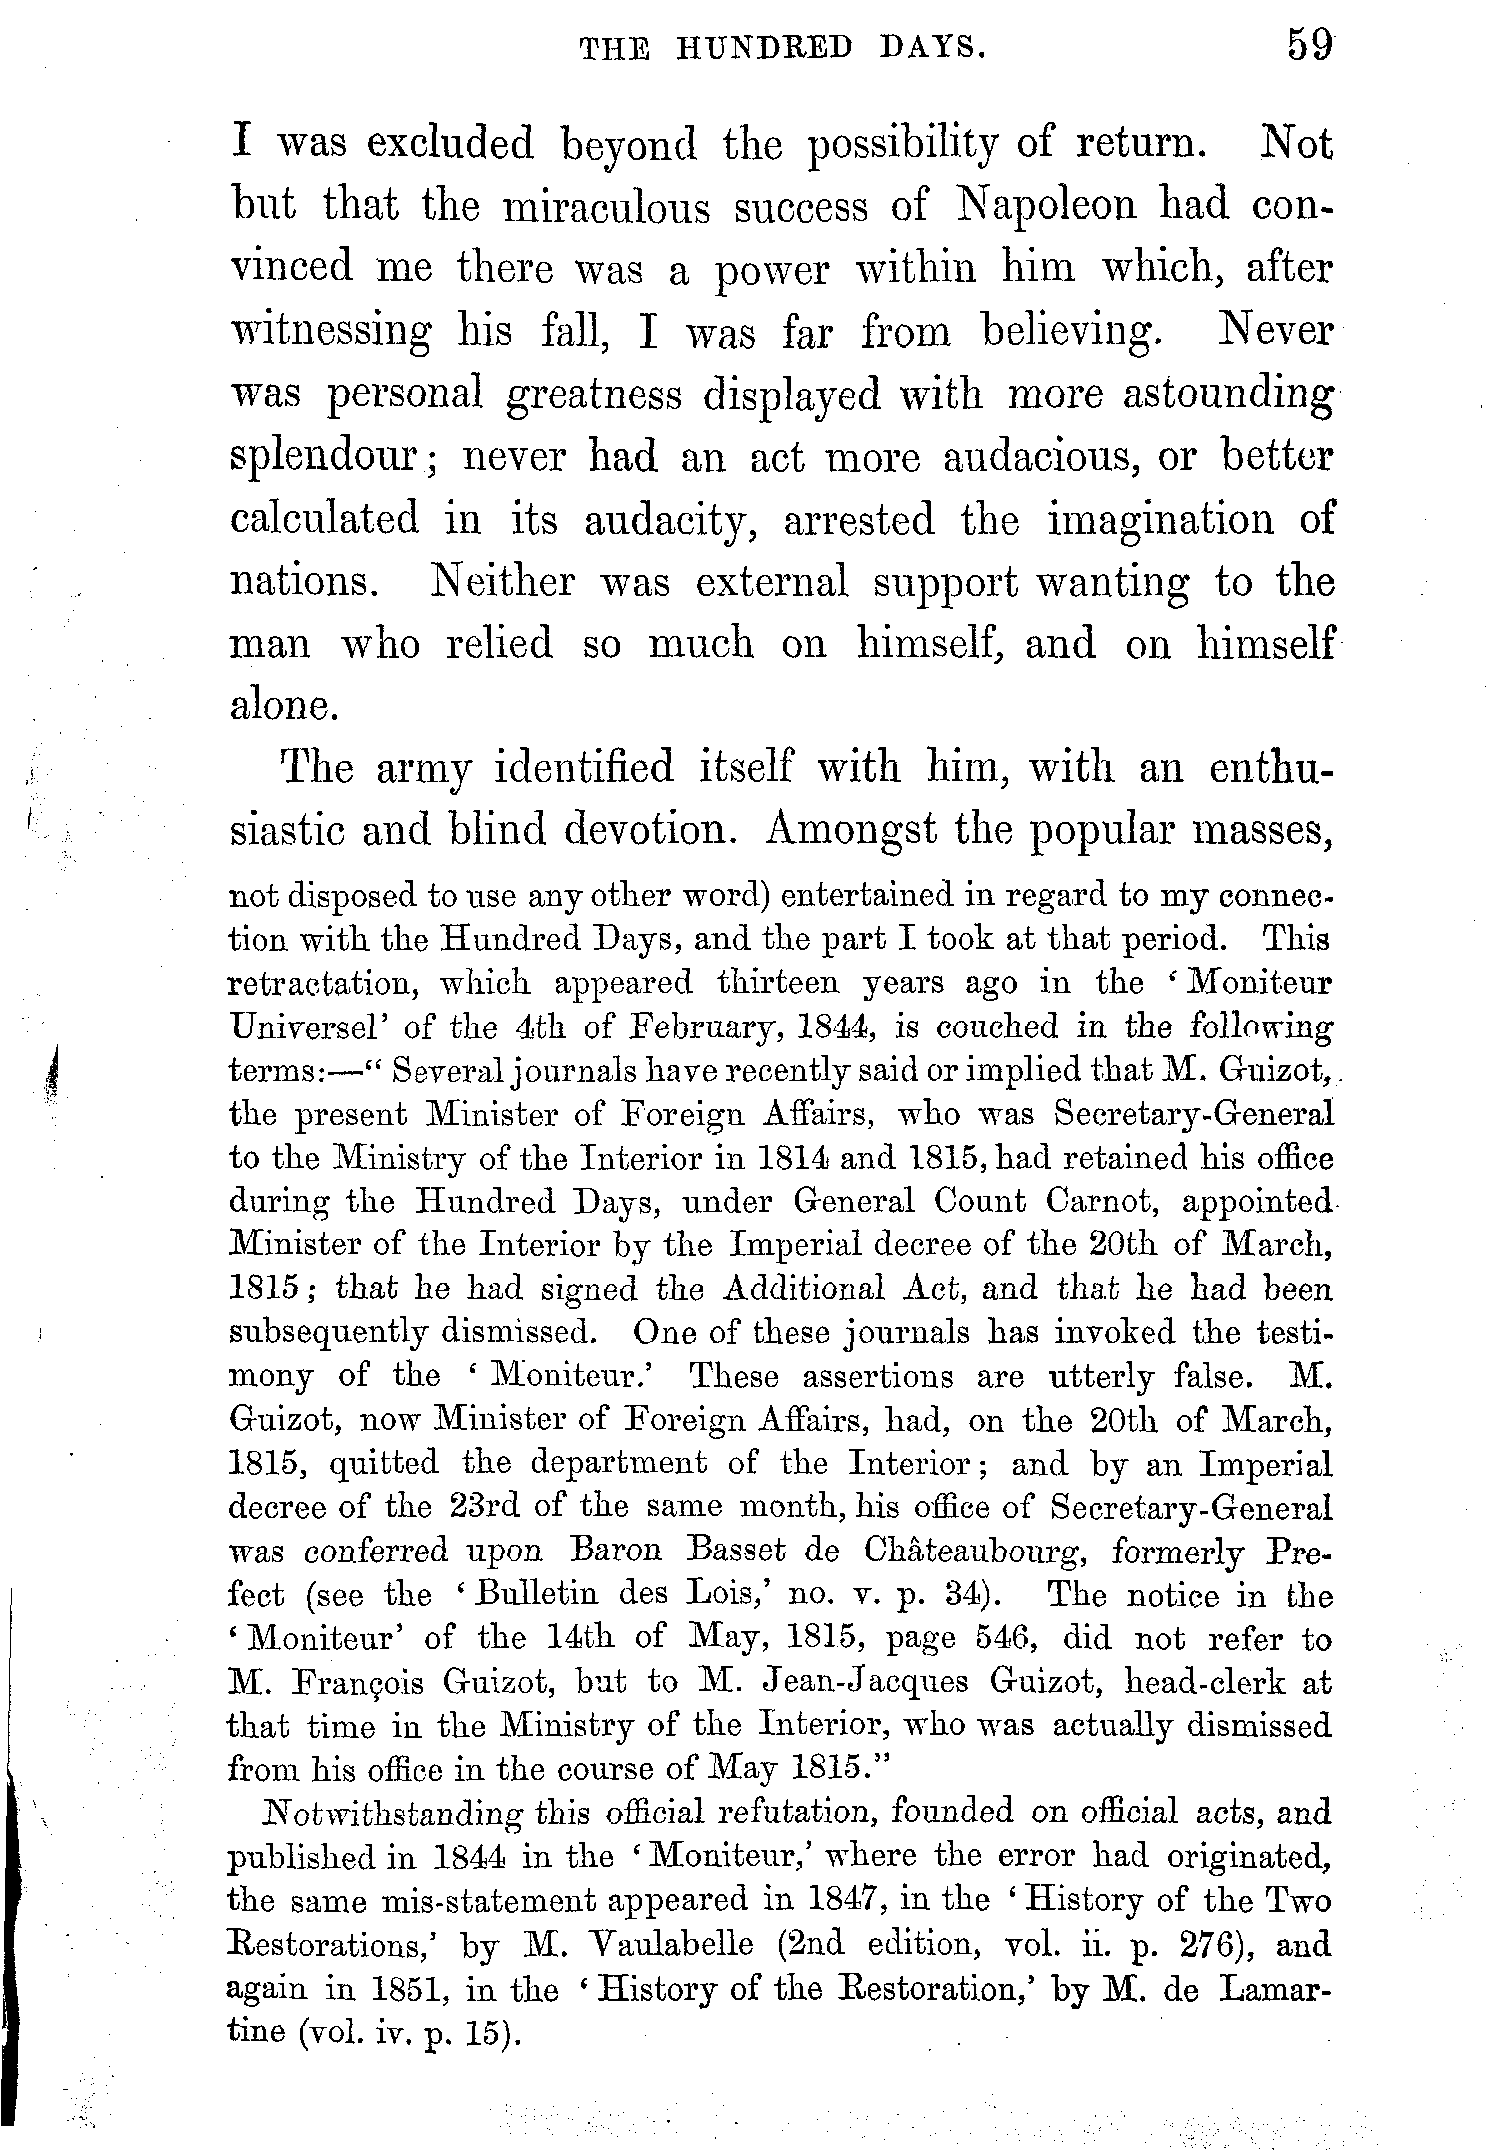 THE HUNDRED DAYS. 59
I was excluded beyond the possibility of return. Not
but that the miraculous success of Napoleon had con-
vinced me there was a power within him which, after
witnessing his fall, I was far from believing. Never
was personal greatness displayed with more astounding
splendour; never had an act more audacious, or better
calculated in its audacity, arrested the imagination of
nations. Neither was external support wanting to the
man who relied so much on himself, and on himself
alone.
The army identified itself with him, with an enthu-
siastic and blind devotion. Amongst the popular masses,
not disposed to use any other word) entertained in regard to my connec-
tion with the Hundred Days, and the part I took at that period. This
retractation, which appeared thirteen years ago in the ‘Moniteur
Universel’ of the 4th of February, 1844, is couched in the following
terms:—“Several journals have recently said or implied that M. Guizot,
the present Minister of Foreign Affairs, who was Secretary-General
to the Ministry of the Interior in 1814 and 1815, had retained his office
during the Hundred Days, under General Count Carnot, appointed
Minister of the Interior by the Imperial decree of the 20th of March,
1815; that he had signed the Additional Act, and that he had been
subsequently dismissed. One of these journals has invoked the testi-
mony of the ‘Moniteur.’ These assertions are utterly false. M.
Guizot, now Minister of Foreign Affairs, had, on the 20th of March,
1815, quitted the department of the Interior; and by an Imperial
decree of the 23rd of the same month, his office of Secretary-General
was conferred upon Baron Basset de Châteaubourg, formerly Pre-
fect (see the ‘Bulletin des Lois,’ no. v. p. 34). The notice in the
‘Moniteur’ of the 14th of May, 1815, page 546, did not refer to
M. François Guizot, but to M. Jean-Jacques Guizot, head-clerk at
that time in the Ministry of the Interior, who was actually dismissed
from his office in the course of May 1815.”
Notwithstanding this official refutation, founded on official acts, and
published in 1844 in the ‘Moniteur,’ where the error had originated,
the same mis-statement appeared in 1847, in the ‘History of the Two
Restorations,’ by M. Vaulabelle (2nd edition, vol. ii. p. 276), and
again in 1851, in the ‘History of the Restoration,’ by M. de Lamar-
tine (vol. iv. p. 15).